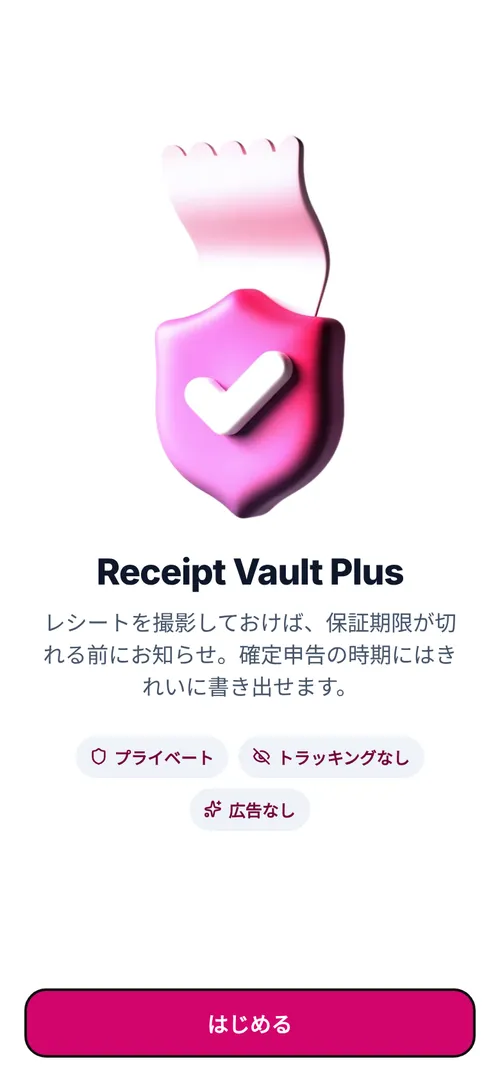 Receipt Vault Plus
レシートを撮影しておけば、保証期限が切
れる前にお知らせ。確定申告の時期にはき
れいに書き出せます。
プライベート
トラッキングなし
広告なし
はじめる